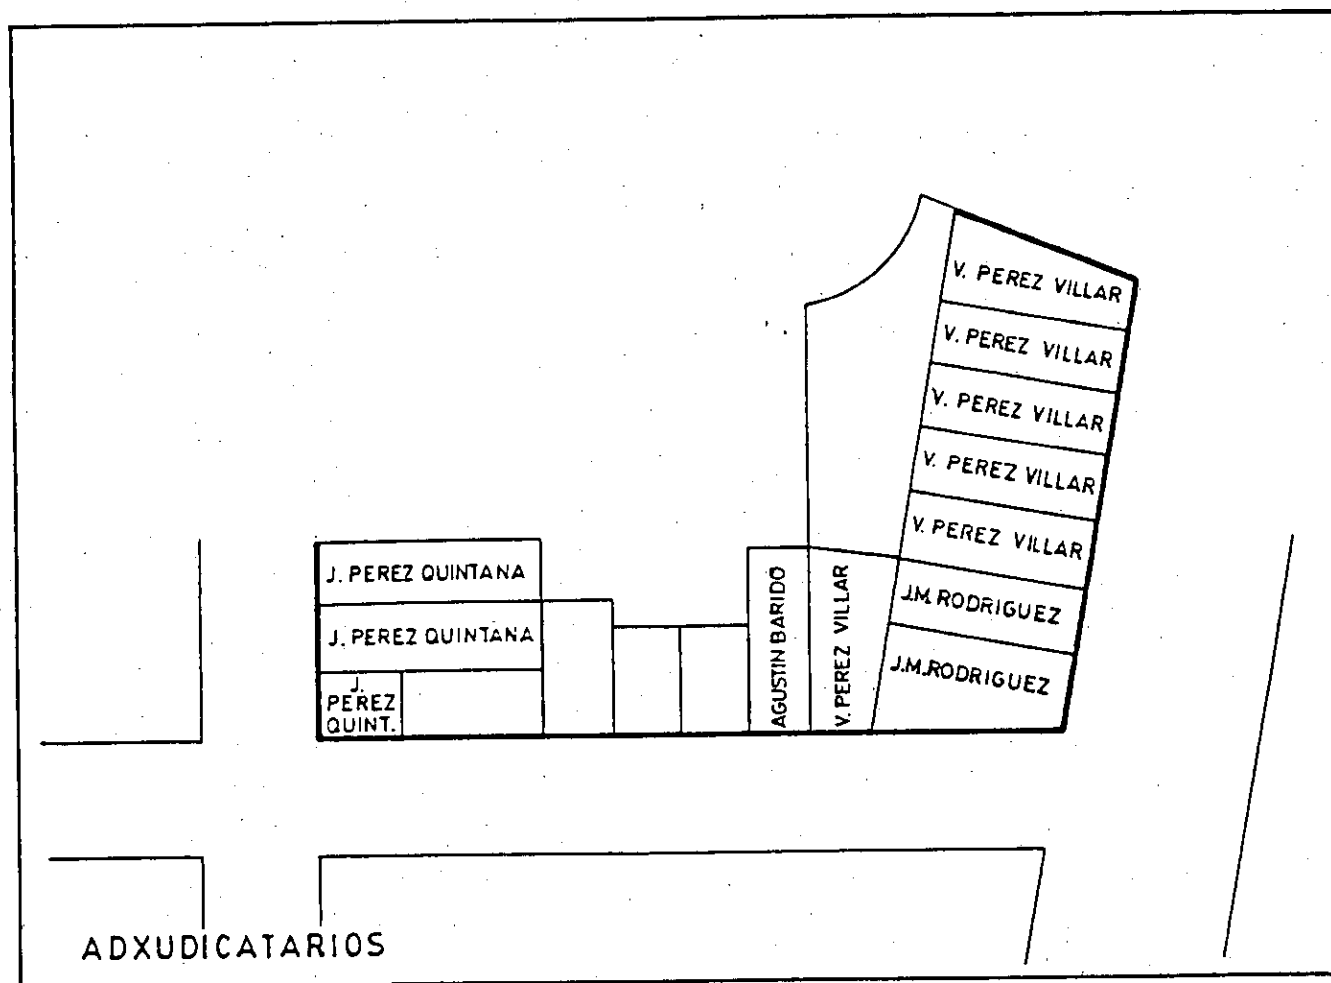 V. PEREZ VILLAR
V. PEREZ VILLAR
V. PEREZ VILLAR
V. PEREZ VILLAR
V. PEREZ VILLAR
J.M. RODRIGUEZ
J.M.RODRIGUEZ
V. PEREZ VILLAR
AGUSTIN BARIDO
J. PEREZ QUINTANA
J. PEREZ QUINTANA
J.
PEREZ
QUINT.
ADXUDICATARIOS